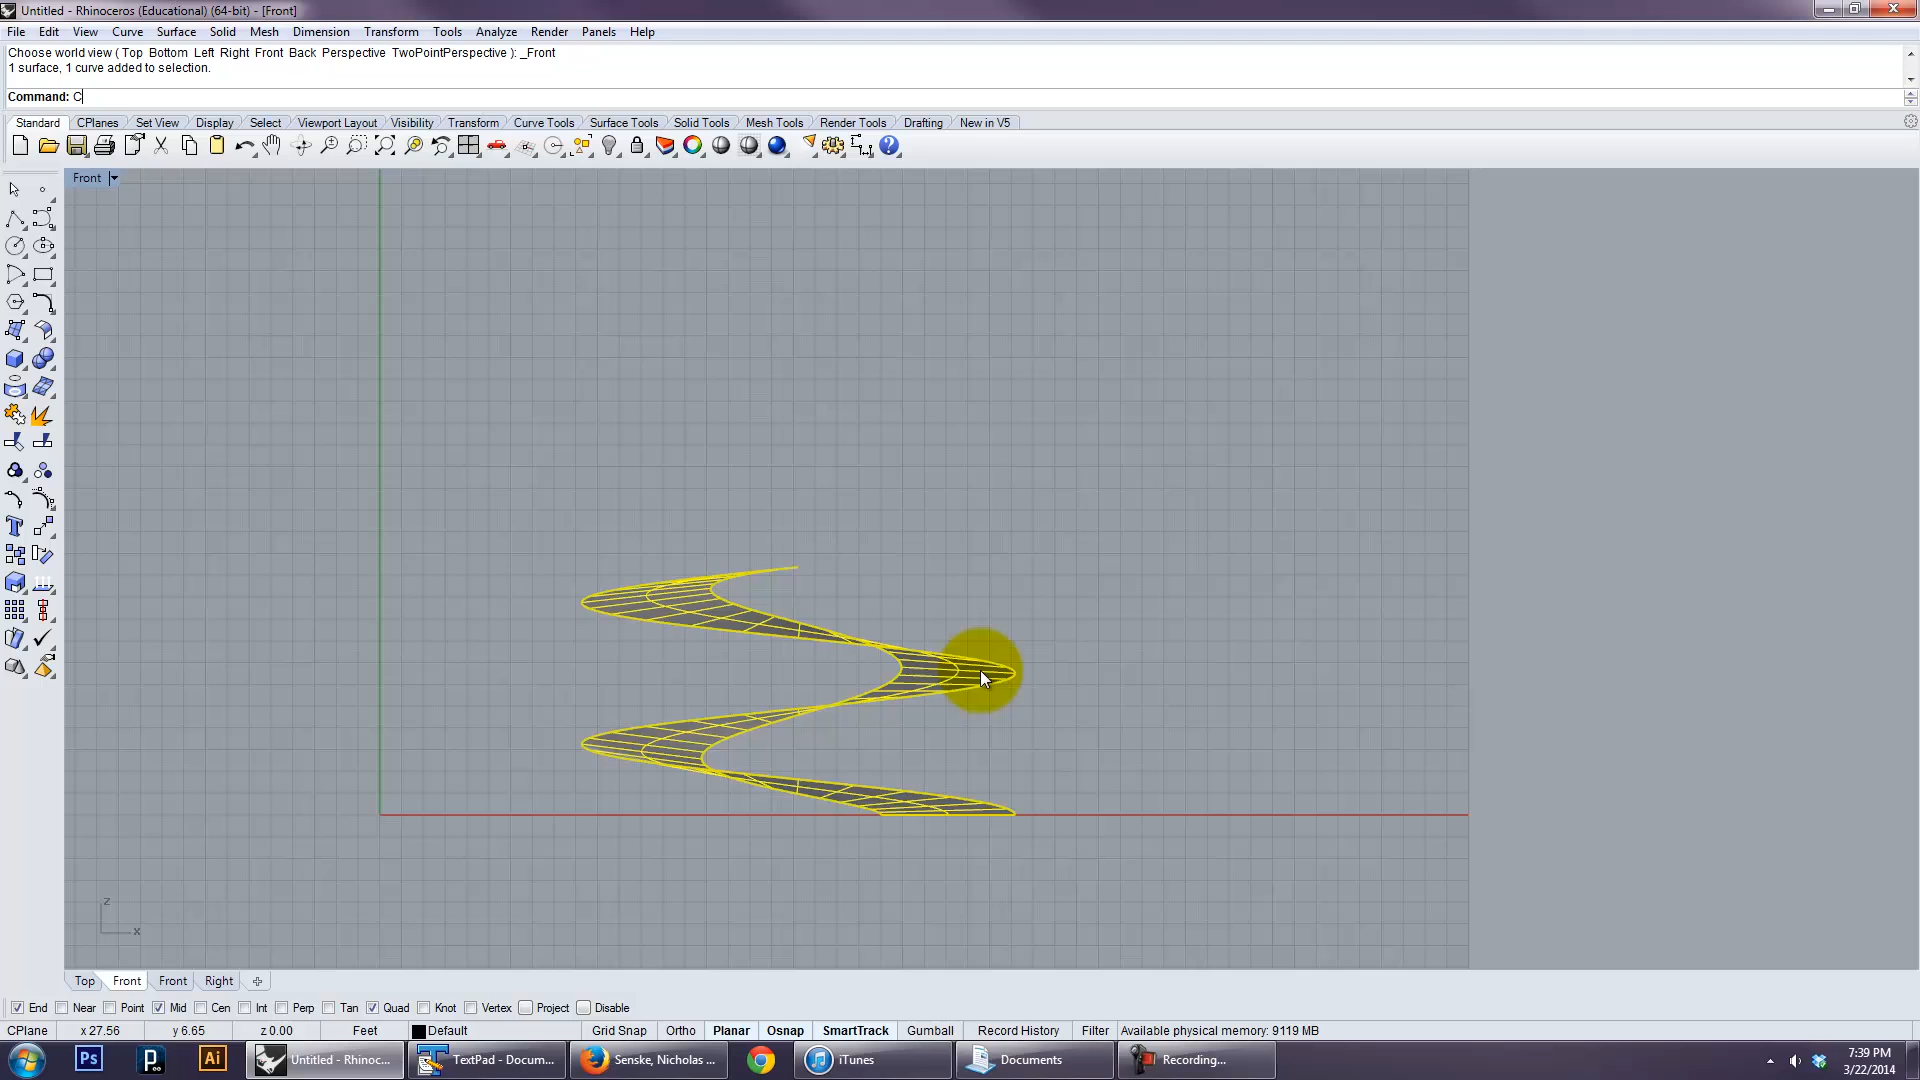 Untitled - Rhinoceros (Educational) (64-bit) - [Front]
File Edit View Curve Surface Solid Mesh Dimension Transform Tools Analyze Render Panels Help
Choose world view ( Top Bottom Left Right Front Back Perspective TwoPointPerspective ): _Front
1 surface, 1 curve added to selection.
Command: C
Standard CPlanes Set View Display Select Viewport Layout Visibility Transform Curve Tools Surface Tools Solid Tools Mesh Tools Render Tools Drafting New in V5
Front
z
x
Top Front Front Right
End Near Point Mid Cen Int Perp Tan Quad Knot Vertex Project Disable
CPlane x 27.56 y 6.65 z 0.00 Feet Default Grid Snap Ortho Planar Osnap SmartTrack Gumball Record History Filter Available physical memory: 9119 MB
Ps p Ai Untitled - Rhinoc... TextPad - Docum... Senske, Nicholas ... iTunes Documents Recording... 7:39 PM
3/22/2014